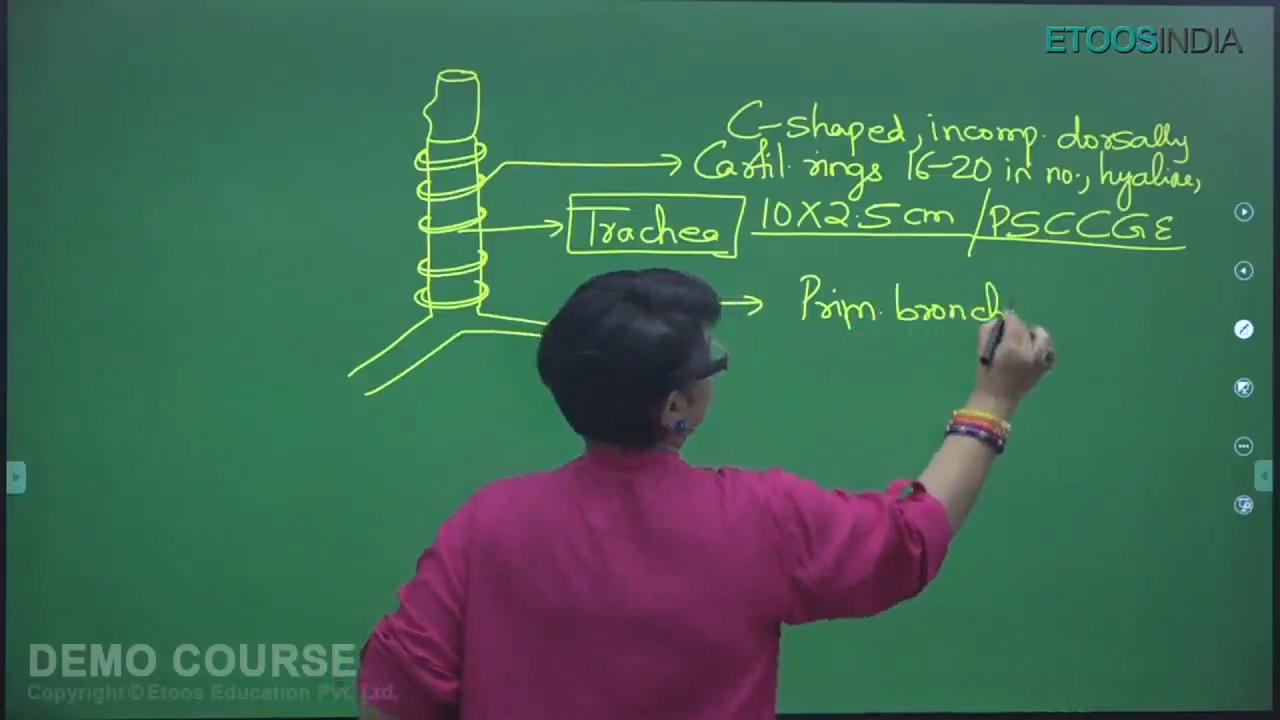 ETOOSINDIA
C-shaped, incomp. dorsally
Cartil. rings 16-20 in no., hyaline,
Trachea 10X2.5cm /PSCCGE
Prim. bronch
DEMO COURSE
Copyright©Etoos Education Pvt. Ltd.